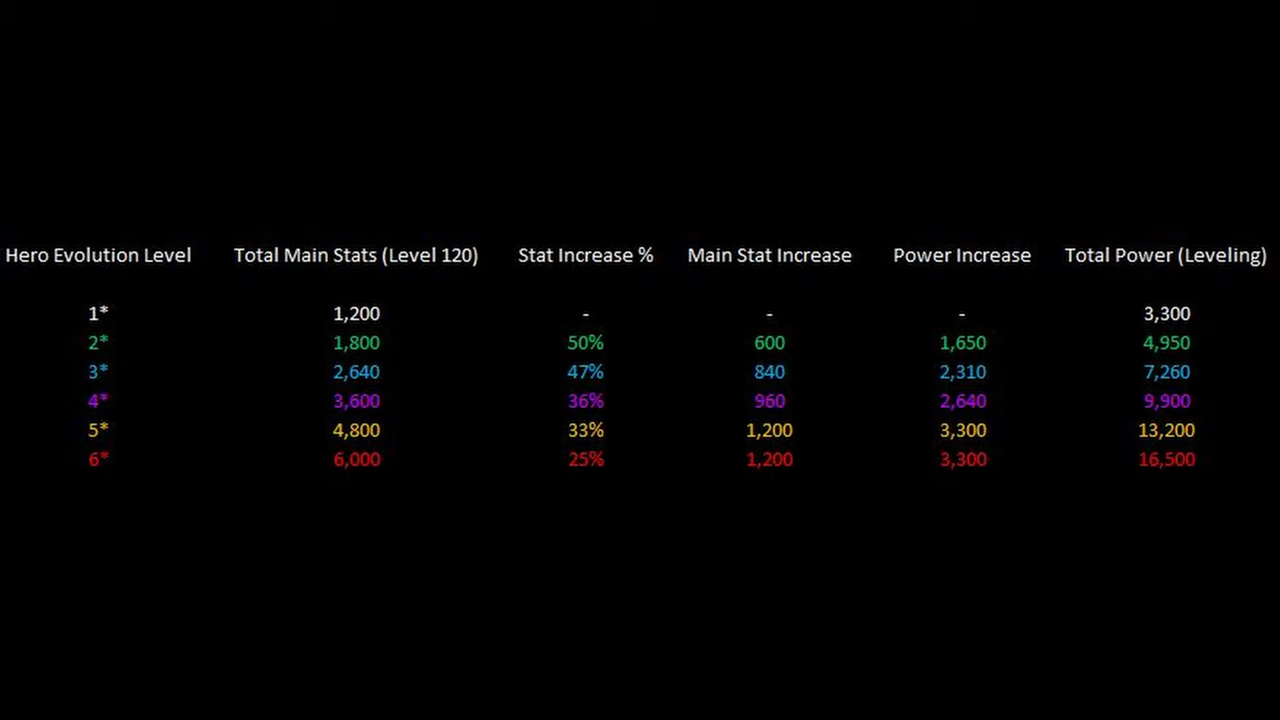 Hero Evolution Level Total Main Stats (Level 120) Stat Increase % Main Stat Increase Power Increase Total Power (Leveling)
1* 1,200 - - - 3,300
2* 1,800 50% 600 1,650 4,950
3* 2,640 47% 840 2,310 7,260
4* 3,600 36% 960 2,640 9,900
5* 4,800 33% 1,200 3,300 13,200
6* 6,000 25% 1,200 3,300 16,500